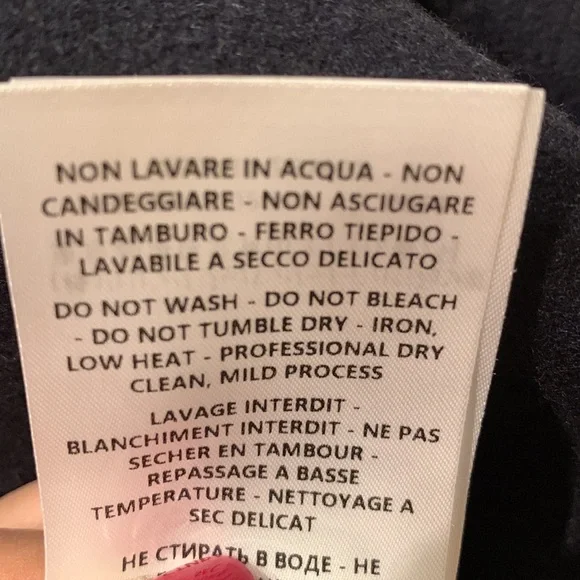 NON LAVARE IN ACQUA - NON
CANDEGGIARE - NON ASCIUGARE
IN TAMBURO - FERRO TIEPIDO -
LAVABILE A SECCO DELICATO
DO NOT WASH - DO NOT BLEACH
- DO NOT TUMBLE DRY - IRON,
LOW HEAT - PROFESSIONAL DRY
CLEAN, MILD PROCESS
LAVAGE INTERDIT -
BLANCHIMENT INTERDIT - NE PAS
SECHER EN TAMBOUR -
REPASSAGE A BASSE
TEMPERATURE - NETTOYAGE A
SEC DELICAT
НЕ СТИРАТЬ В ВОДЕ - НЕ